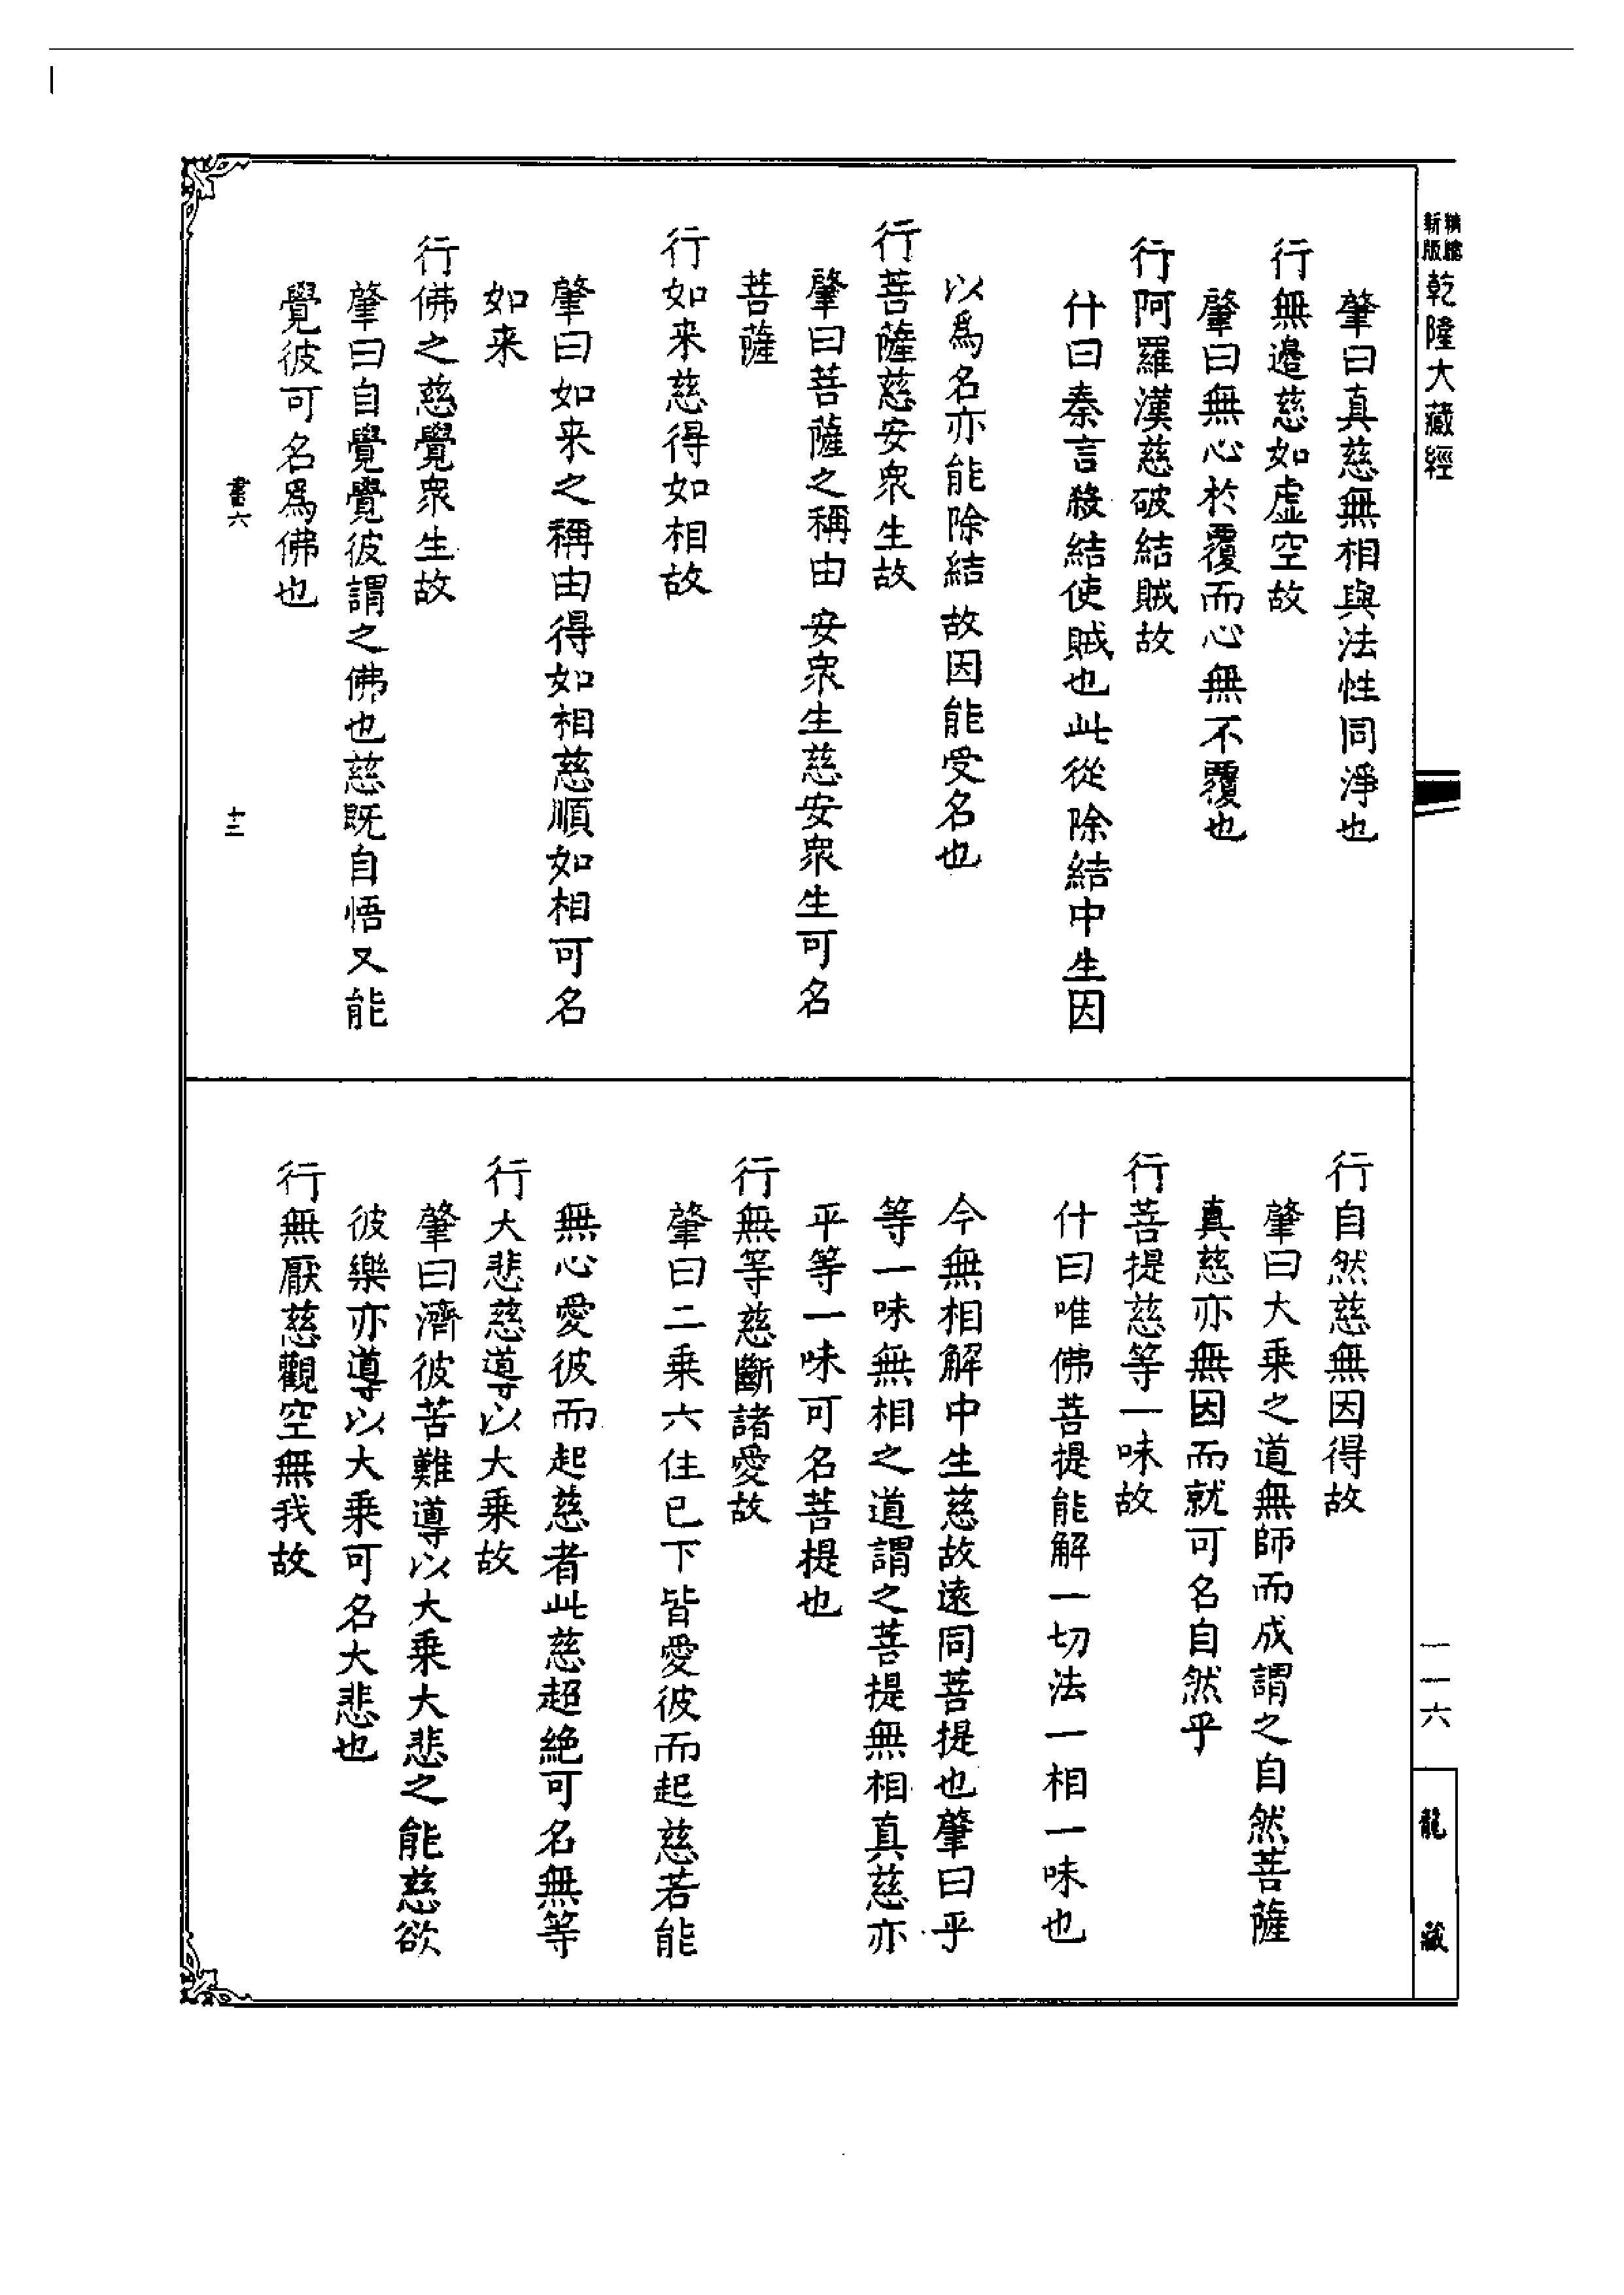 新版
乾隆大藏經
肇曰真慈無相與法性同淨也
行無邊慈如虛空故
肇曰無心於覆而心無不覆也
行阿羅漢慈破結賊故
什曰秦言殺結使賊也此從除結中生因
以為名亦能除結故因能受名也
行菩薩慈安衆生故
肇曰菩薩之稱由安衆生慈安衆生可名
菩薩
行如来慈得如相故
肇曰如来之稱由得如相慈順如相可名
如来
行佛之慈覺衆生故
肇曰自覺覺彼謂之佛也慈既自悟又能
覺彼可名為佛也
書六
十三
行自然慈無因得故
肇曰大乗之道無師而成謂之自然菩薩
真慈亦無因而就可名自然乎
行菩提慈等一味故
什曰唯佛菩提能解一切法一相一味也
今無相解中生慈故遠同菩提也肇曰乎
等一味無相之道謂之菩提無相真慈亦
平等一味可名菩提也
行無等慈斷諸愛故
肇曰二乗六住已下皆愛彼而起慈若能
無心愛彼而起慈者此慈超絶可名無等
行大悲慈導以大乗故
肇曰濟彼苦難導以大乗大悲之能慈欲
彼樂亦導以大乗可名大悲也
行無厭慈觀空無我故
一一六
龍藏